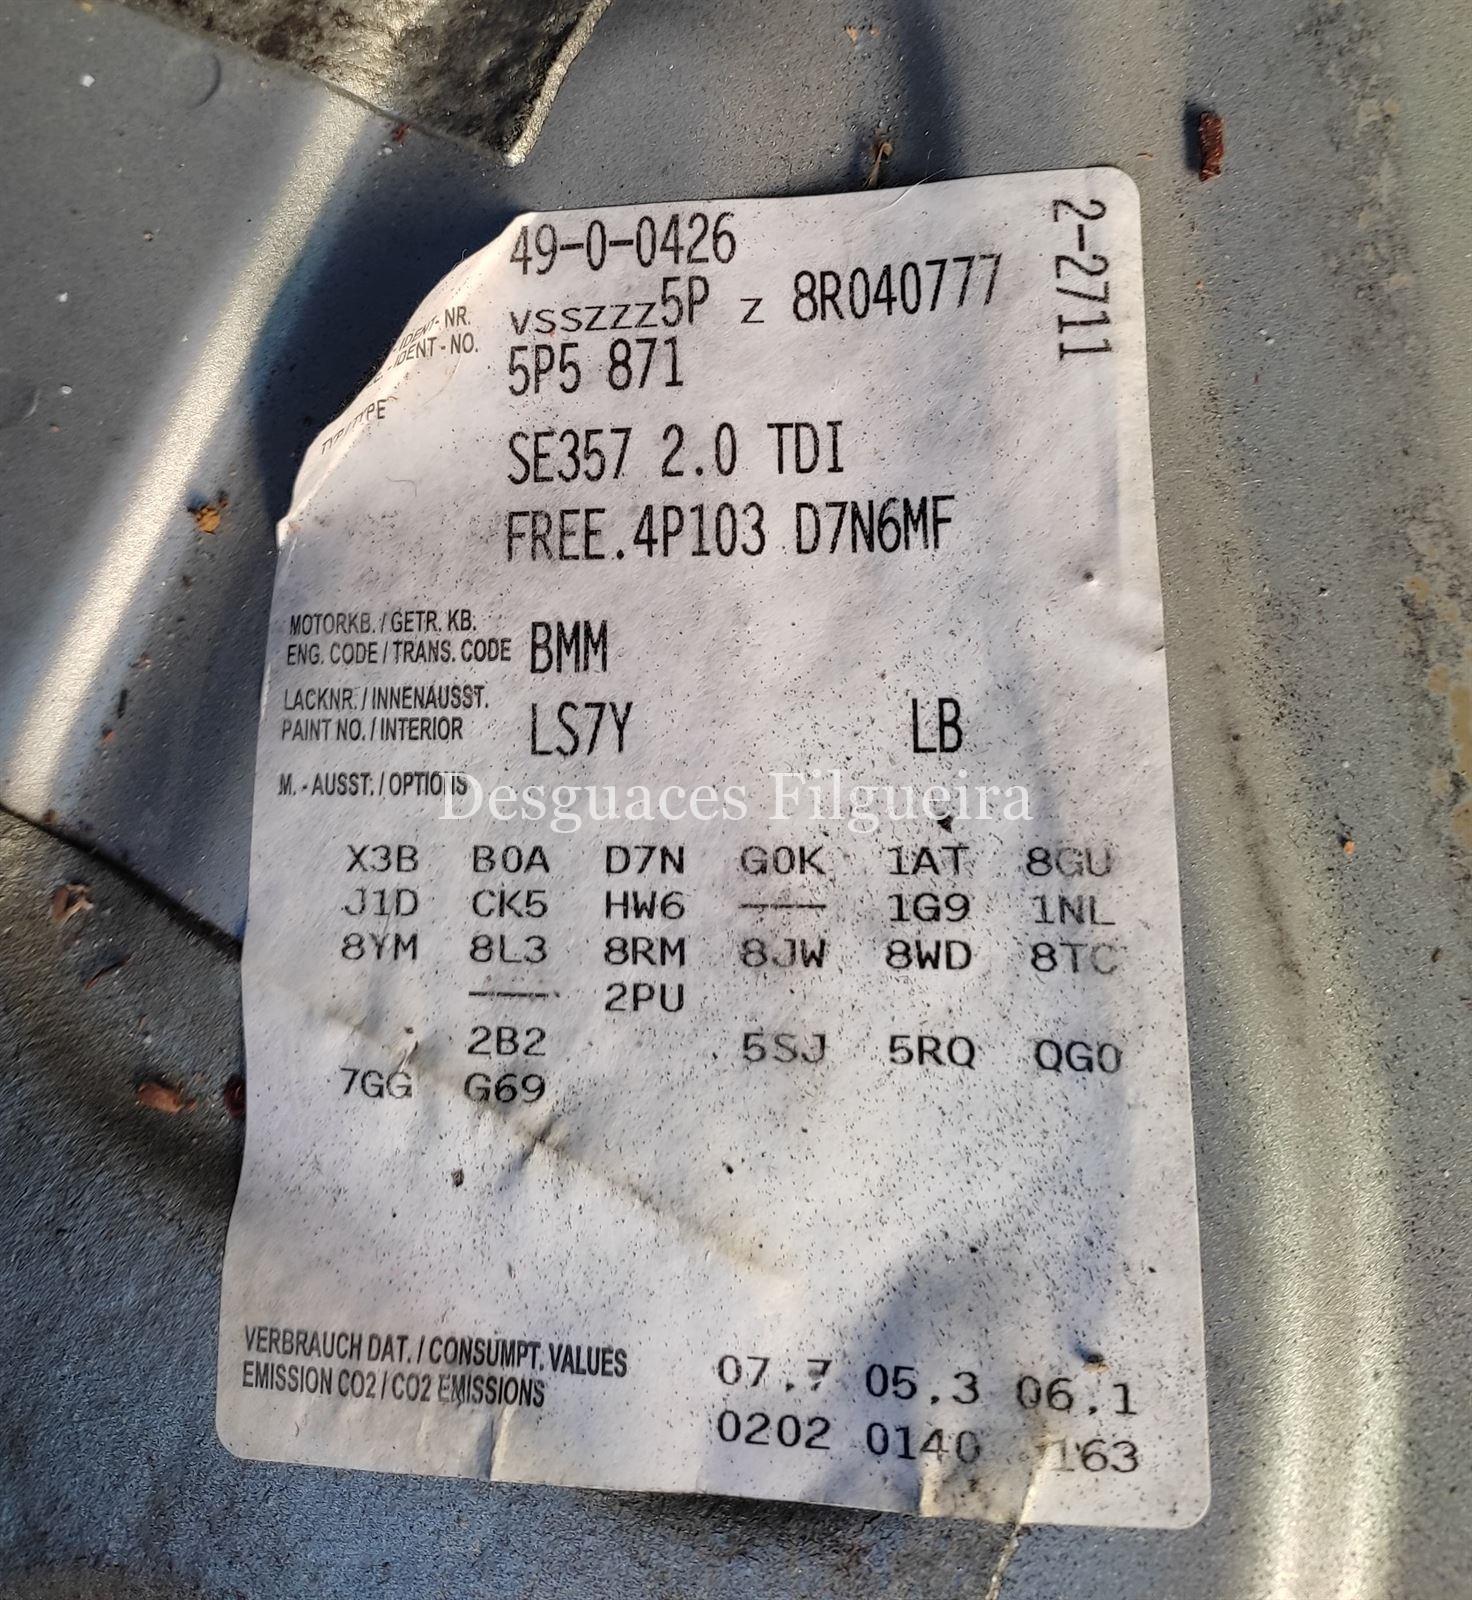 49-0-0426
2-2711
IDENT-NR. VSSZZZ5P Z 8R040777
IDENT-NO.
5P5 871
TYP/TYPE
SE357 2.0 TDI
FREE.4P103 D7N6MF
MOTORKB./GETR. KB.
ENG. CODE/TRANS. CODE BMM
LACKNR./INNENAUSST.
PAINT NO./INTERIOR LS7Y LB
M.-AUSST./OPTIONS
Desguaces Filgueira
X3B B0A D7N G0K 1AT 8GU
J1D CK5 HW6 --- 1G9 1NL
8YM 8L3 8RM 8JW 8WD 8TC
--- 2PU
2B2 5SJ 5RQ QG0
7GG G69
VERBRAUCH DAT./CONSUMPT. VALUES 07.7 05.3 06.1
EMISSION CO2/CO2 EMISSIONS 0202 0140 163